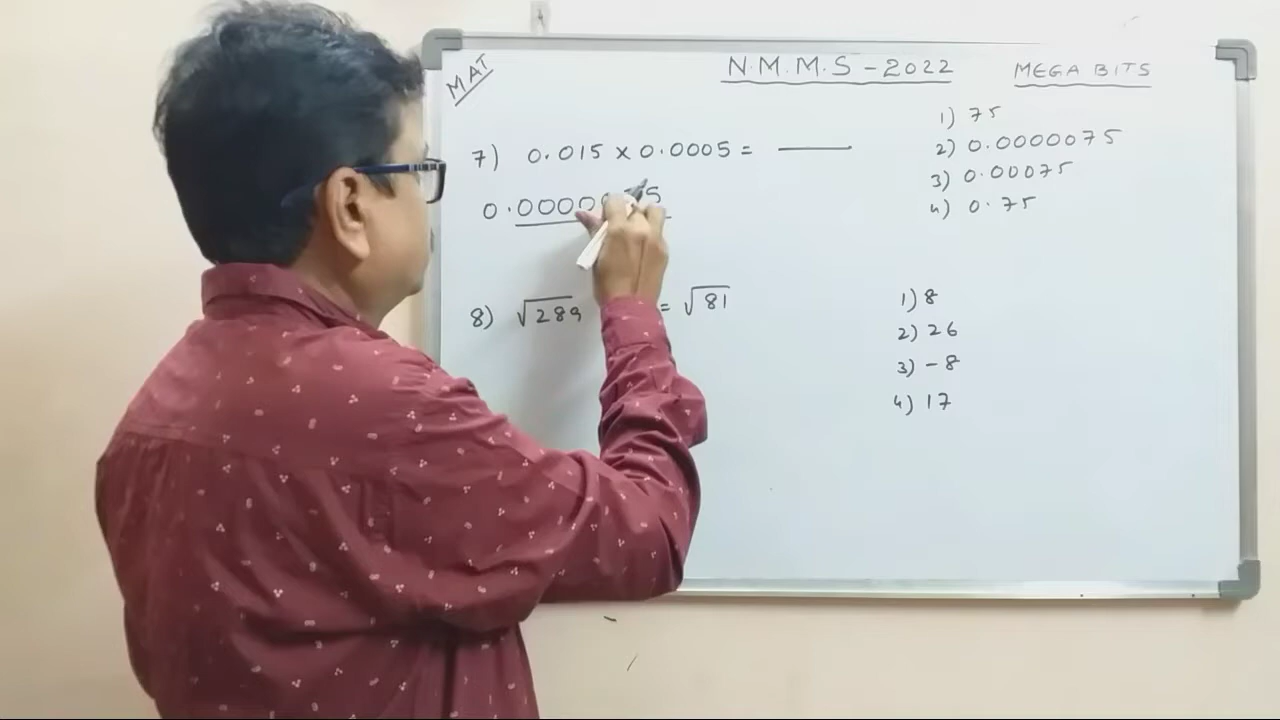 MAT
N.M.M.S - 2022
MEGA BITS
7) 0.015 x 0.0005 =
0.0000
1) 75
2) 0.0000075
3) 0.00075
4) 0.75
8) √289 = √81
1) 8
2) 26
3) -8
4) 17